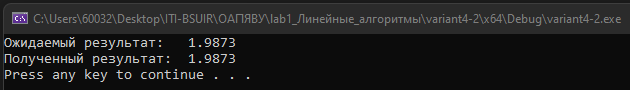 C:\Users\60032\Desktop\ITI-BSUIR\ОАПЯВУ\lab1_Линейные_алгоритмы\variant4-2\x64\Debug\variant4-2.exe
Ожидаемый результат:   1.9873
Полученный результат:  1.9873
Press any key to continue . . .